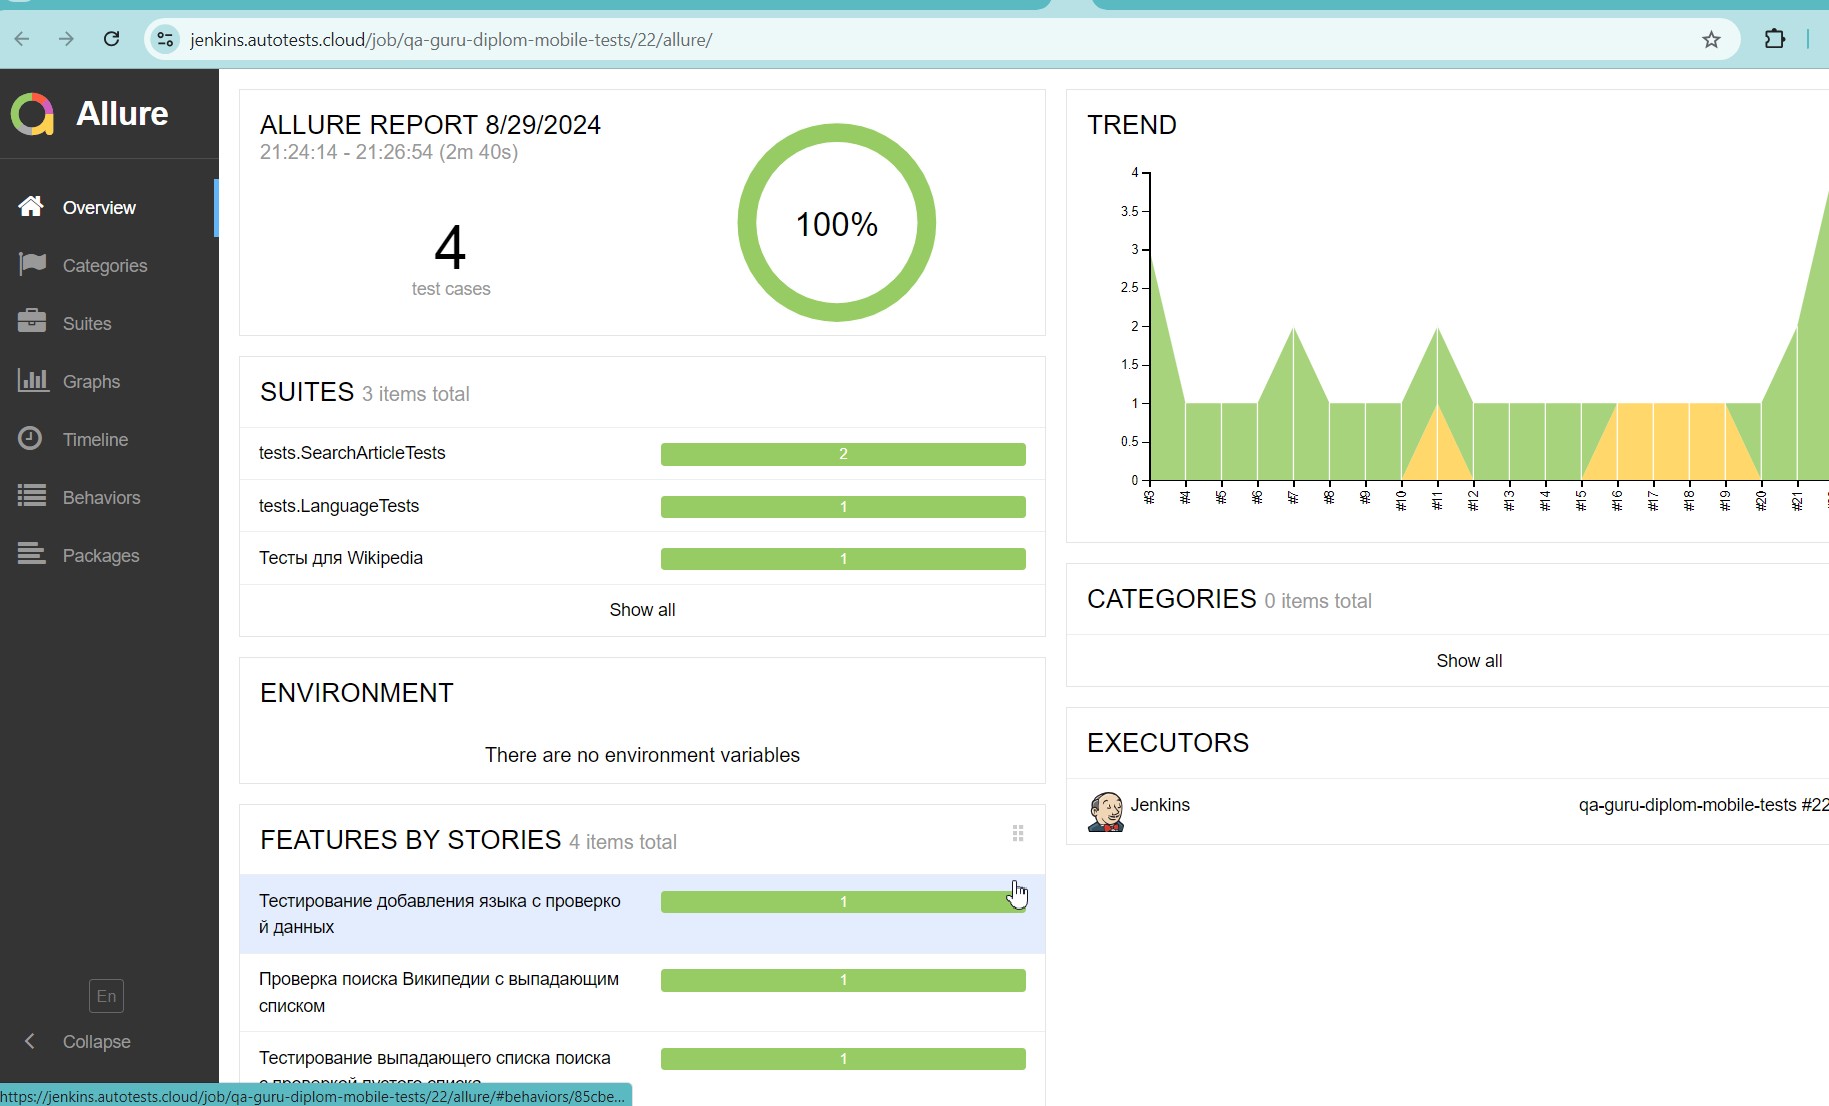 jenkins.autotests.cloud/job/qa-guru-diplom-mobile-tests/22/allure/
Allure
Overview
Categories
Suites
Graphs
Timeline
Behaviors
Packages
En
Collapse
ALLURE REPORT 8/29/2024
21:24:14 - 21:26:54 (2m 40s)
4
test cases
100%
SUITES 3 items total
tests.SearchArticleTests 2
tests.LanguageTests 1
Тесты для Wikipedia 1
Show all
ENVIRONMENT
There are no environment variables
FEATURES BY STORIES 4 items total
Тестирование добавления языка с проверко 1
й данных
Проверка поиска Википедии с выпадающим 1
списком
Тестирование выпадающего списка поиска 1
с проверкой пустого списка
TREND
4
3.5
3
2.5
2
1.5
1
0.5
0
#3 #4 #5 #6 #7 #8 #9 #10 #11 #12 #13 #14 #15 #16 #17 #18 #19 #20 #21
CATEGORIES 0 items total
Show all
EXECUTORS
Jenkins qa-guru-diplom-mobile-tests #22
https://jenkins.autotests.cloud/job/qa-guru-diplom-mobile-tests/22/allure/#behaviors/85cbe...